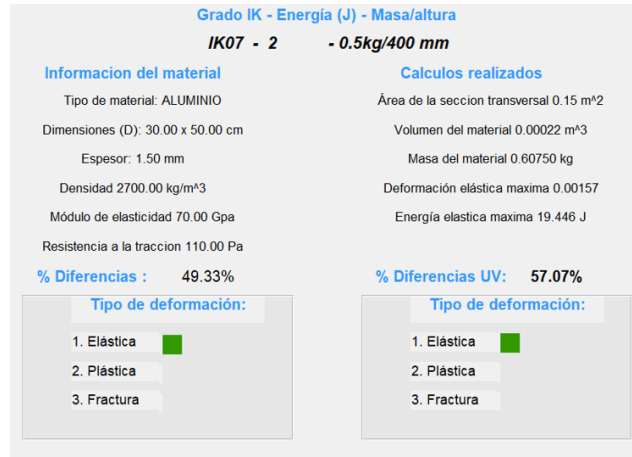 Grado IK - Energía (J) - Masa/altura
IK07 - 2 - 0.5kg/400 mm
Informacion del material
Tipo de material: ALUMINIO
Dimensiones (D): 30.00 x 50.00 cm
Espesor: 1.50 mm
Densidad 2700.00 kg/m^3
Módulo de elasticidad 70.00 Gpa
Resistencia a la traccion 110.00 Pa
Calculos realizados
Área de la seccion transversal 0.15 m^2
Volumen del material 0.00022 m^3
Masa del material 0.60750 kg
Deformación elástica maxima 0.00157
Energía elastica maxima 19.446 J
% Diferencias : 49.33%
Tipo de deformación:
1. Elástica
2. Plástica
3. Fractura
% Diferencias UV: 57.07%
Tipo de deformación:
1. Elástica
2. Plástica
3. Fractura